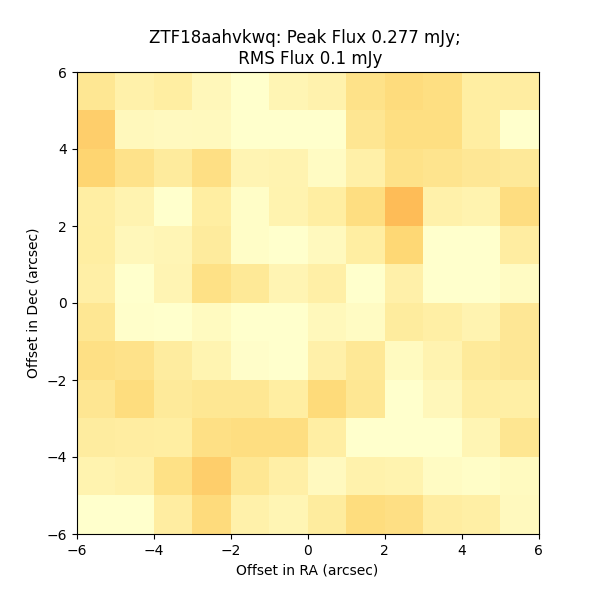 ZTF18aahvkwq: Peak Flux 0.277 mJy;
RMS Flux 0.1 mJy
6
4
2
0
−2
−4
−6
Offset in Dec (arcsec)
−6 −4 −2 0 2 4 6
Offset in RA (arcsec)